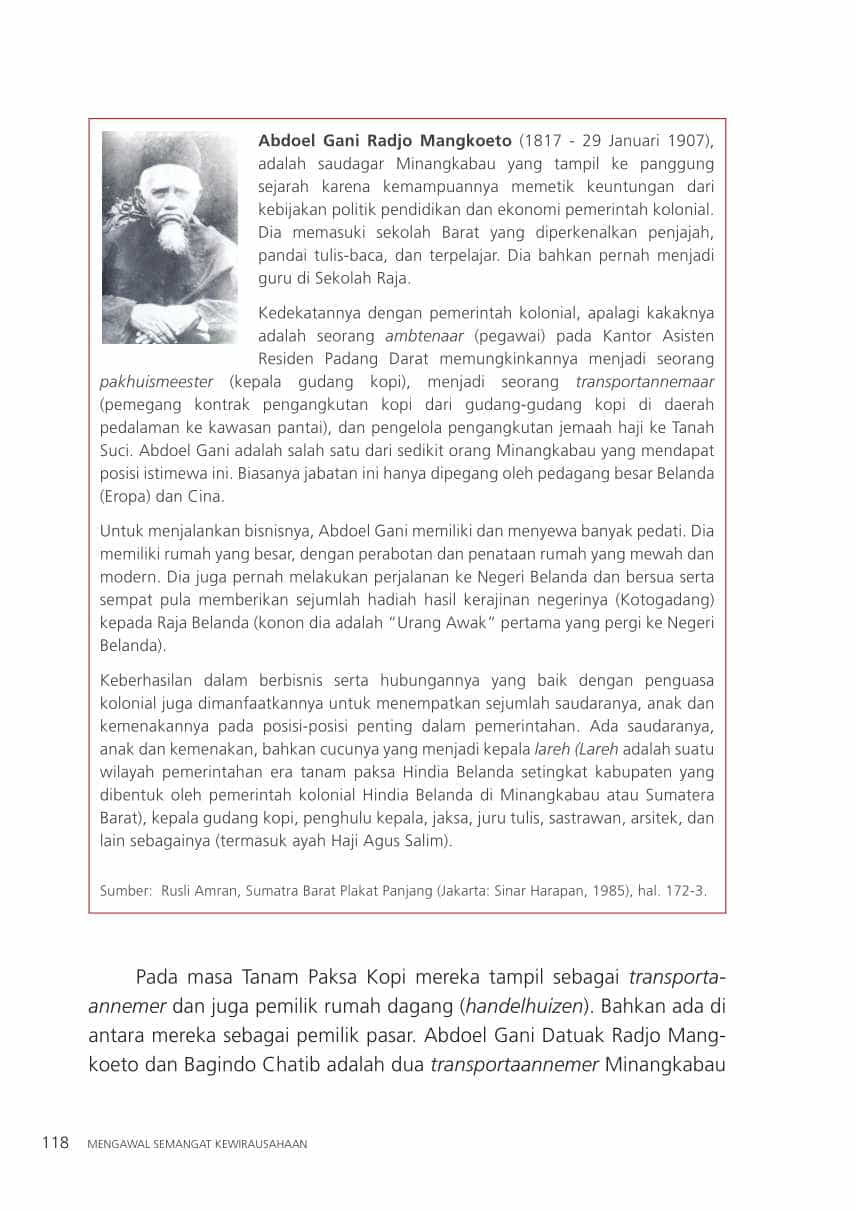 Abdoel Gani Radjo Mangkoeto (1817 - 29 Januari 1907),
adalah saudagar Minangkabau yang tampil ke panggung
sejarah karena kemampuannya memetik keuntungan dari
kebijakan politik pendidikan dan ekonomi pemerintah kolonial.
Dia memasuki sekolah Barat yang diperkenalkan penjajah,
pandai tulis-baca, dan terpelajar. Dia bahkan pernah menjadi
guru di Sekolah Raja.
Kedekatannya dengan pemerintah kolonial, apalagi kakaknya
adalah seorang ambtenaar (pegawai) pada Kantor Asisten
Residen Padang Darat memungkinkannya menjadi seorang
pakhuismeester (kepala gudang kopi), menjadi seorang transportannemaar
(pemegang kontrak pengangkutan kopi dari gudang-gudang kopi di daerah
pedalaman ke kawasan pantai), dan pengelola pengangkutan jemaah haji ke Tanah
Suci. Abdoel Gani adalah salah satu dari sedikit orang Minangkabau yang mendapat
posisi istimewa ini. Biasanya jabatan ini hanya dipegang oleh pedagang besar Belanda
(Eropa) dan Cina.
Untuk menjalankan bisnisnya, Abdoel Gani memiliki dan menyewa banyak pedati. Dia
memiliki rumah yang besar, dengan perabotan dan penataan rumah yang mewah dan
modern. Dia juga pernah melakukan perjalanan ke Negeri Belanda dan bersua serta
sempat pula memberikan sejumlah hadiah hasil kerajinan negerinya (Kotogadang)
kepada Raja Belanda (konon dia adalah “Urang Awak” pertama yang pergi ke Negeri
Belanda).
Keberhasilan dalam berbisnis serta hubungannya yang baik dengan penguasa
kolonial juga dimanfaatkannya untuk menempatkan sejumlah saudaranya, anak dan
kemenakannya pada posisi-posisi penting dalam pemerintahan. Ada saudaranya,
anak dan kemenakan, bahkan cucunya yang menjadi kepala lareh (Lareh adalah suatu
wilayah pemerintahan era tanam paksa Hindia Belanda setingkat kabupaten yang
dibentuk oleh pemerintah kolonial Hindia Belanda di Minangkabau atau Sumatera
Barat), kepala gudang kopi, penghulu kepala, jaksa, juru tulis, sastrawan, arsitek, dan
lain sebagainya (termasuk ayah Haji Agus Salim).
Sumber: Rusli Amran, Sumatra Barat Plakat Panjang (Jakarta: Sinar Harapan, 1985), hal. 172-3.
Pada masa Tanam Paksa Kopi mereka tampil sebagai transporta-
annemer dan juga pemilik rumah dagang (handelhuizen). Bahkan ada di
antara mereka sebagai pemilik pasar. Abdoel Gani Datuak Radjo Mang-
koeto dan Bagindo Chatib adalah dua transportaannemer Minangkabau
118 MENGAWAL SEMANGAT KEWIRAUSAHAAN